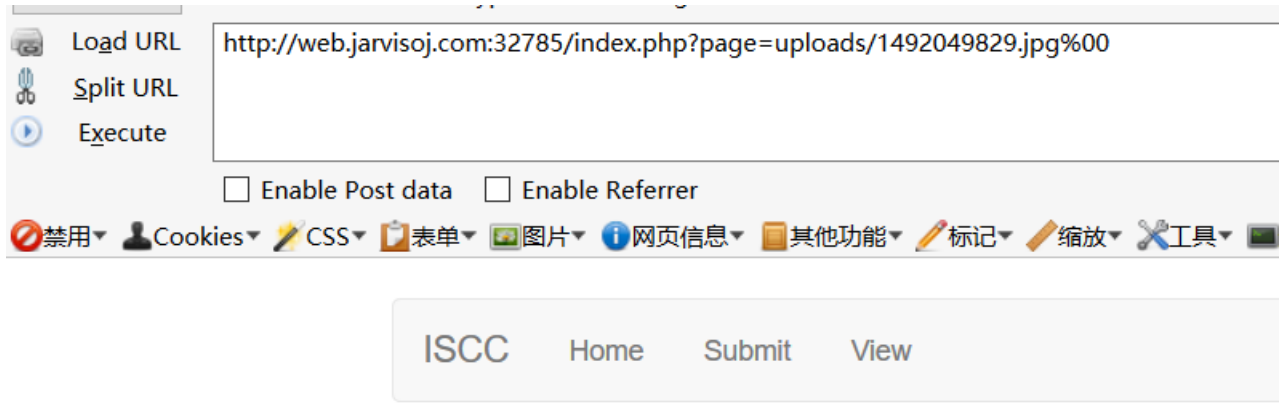 Load URL http://web.jarvisoj.com:32785/index.php?page=uploads/1492049829.jpg%00
Split URL
Execute
Enable Post data Enable Referrer
禁用 Cookies CSS 表单 图片 网页信息 其他功能 标记 缩放 工具
ISCC Home Submit View